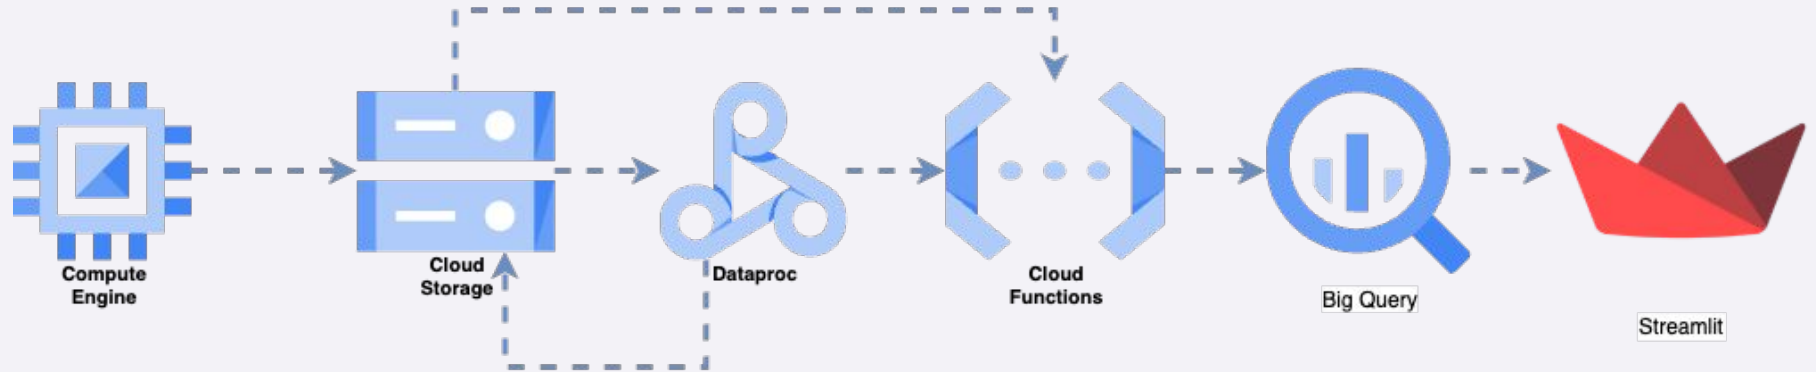 Compute
Engine
Cloud
Storage
Dataproc
Cloud
Functions
Big Query
Streamlit